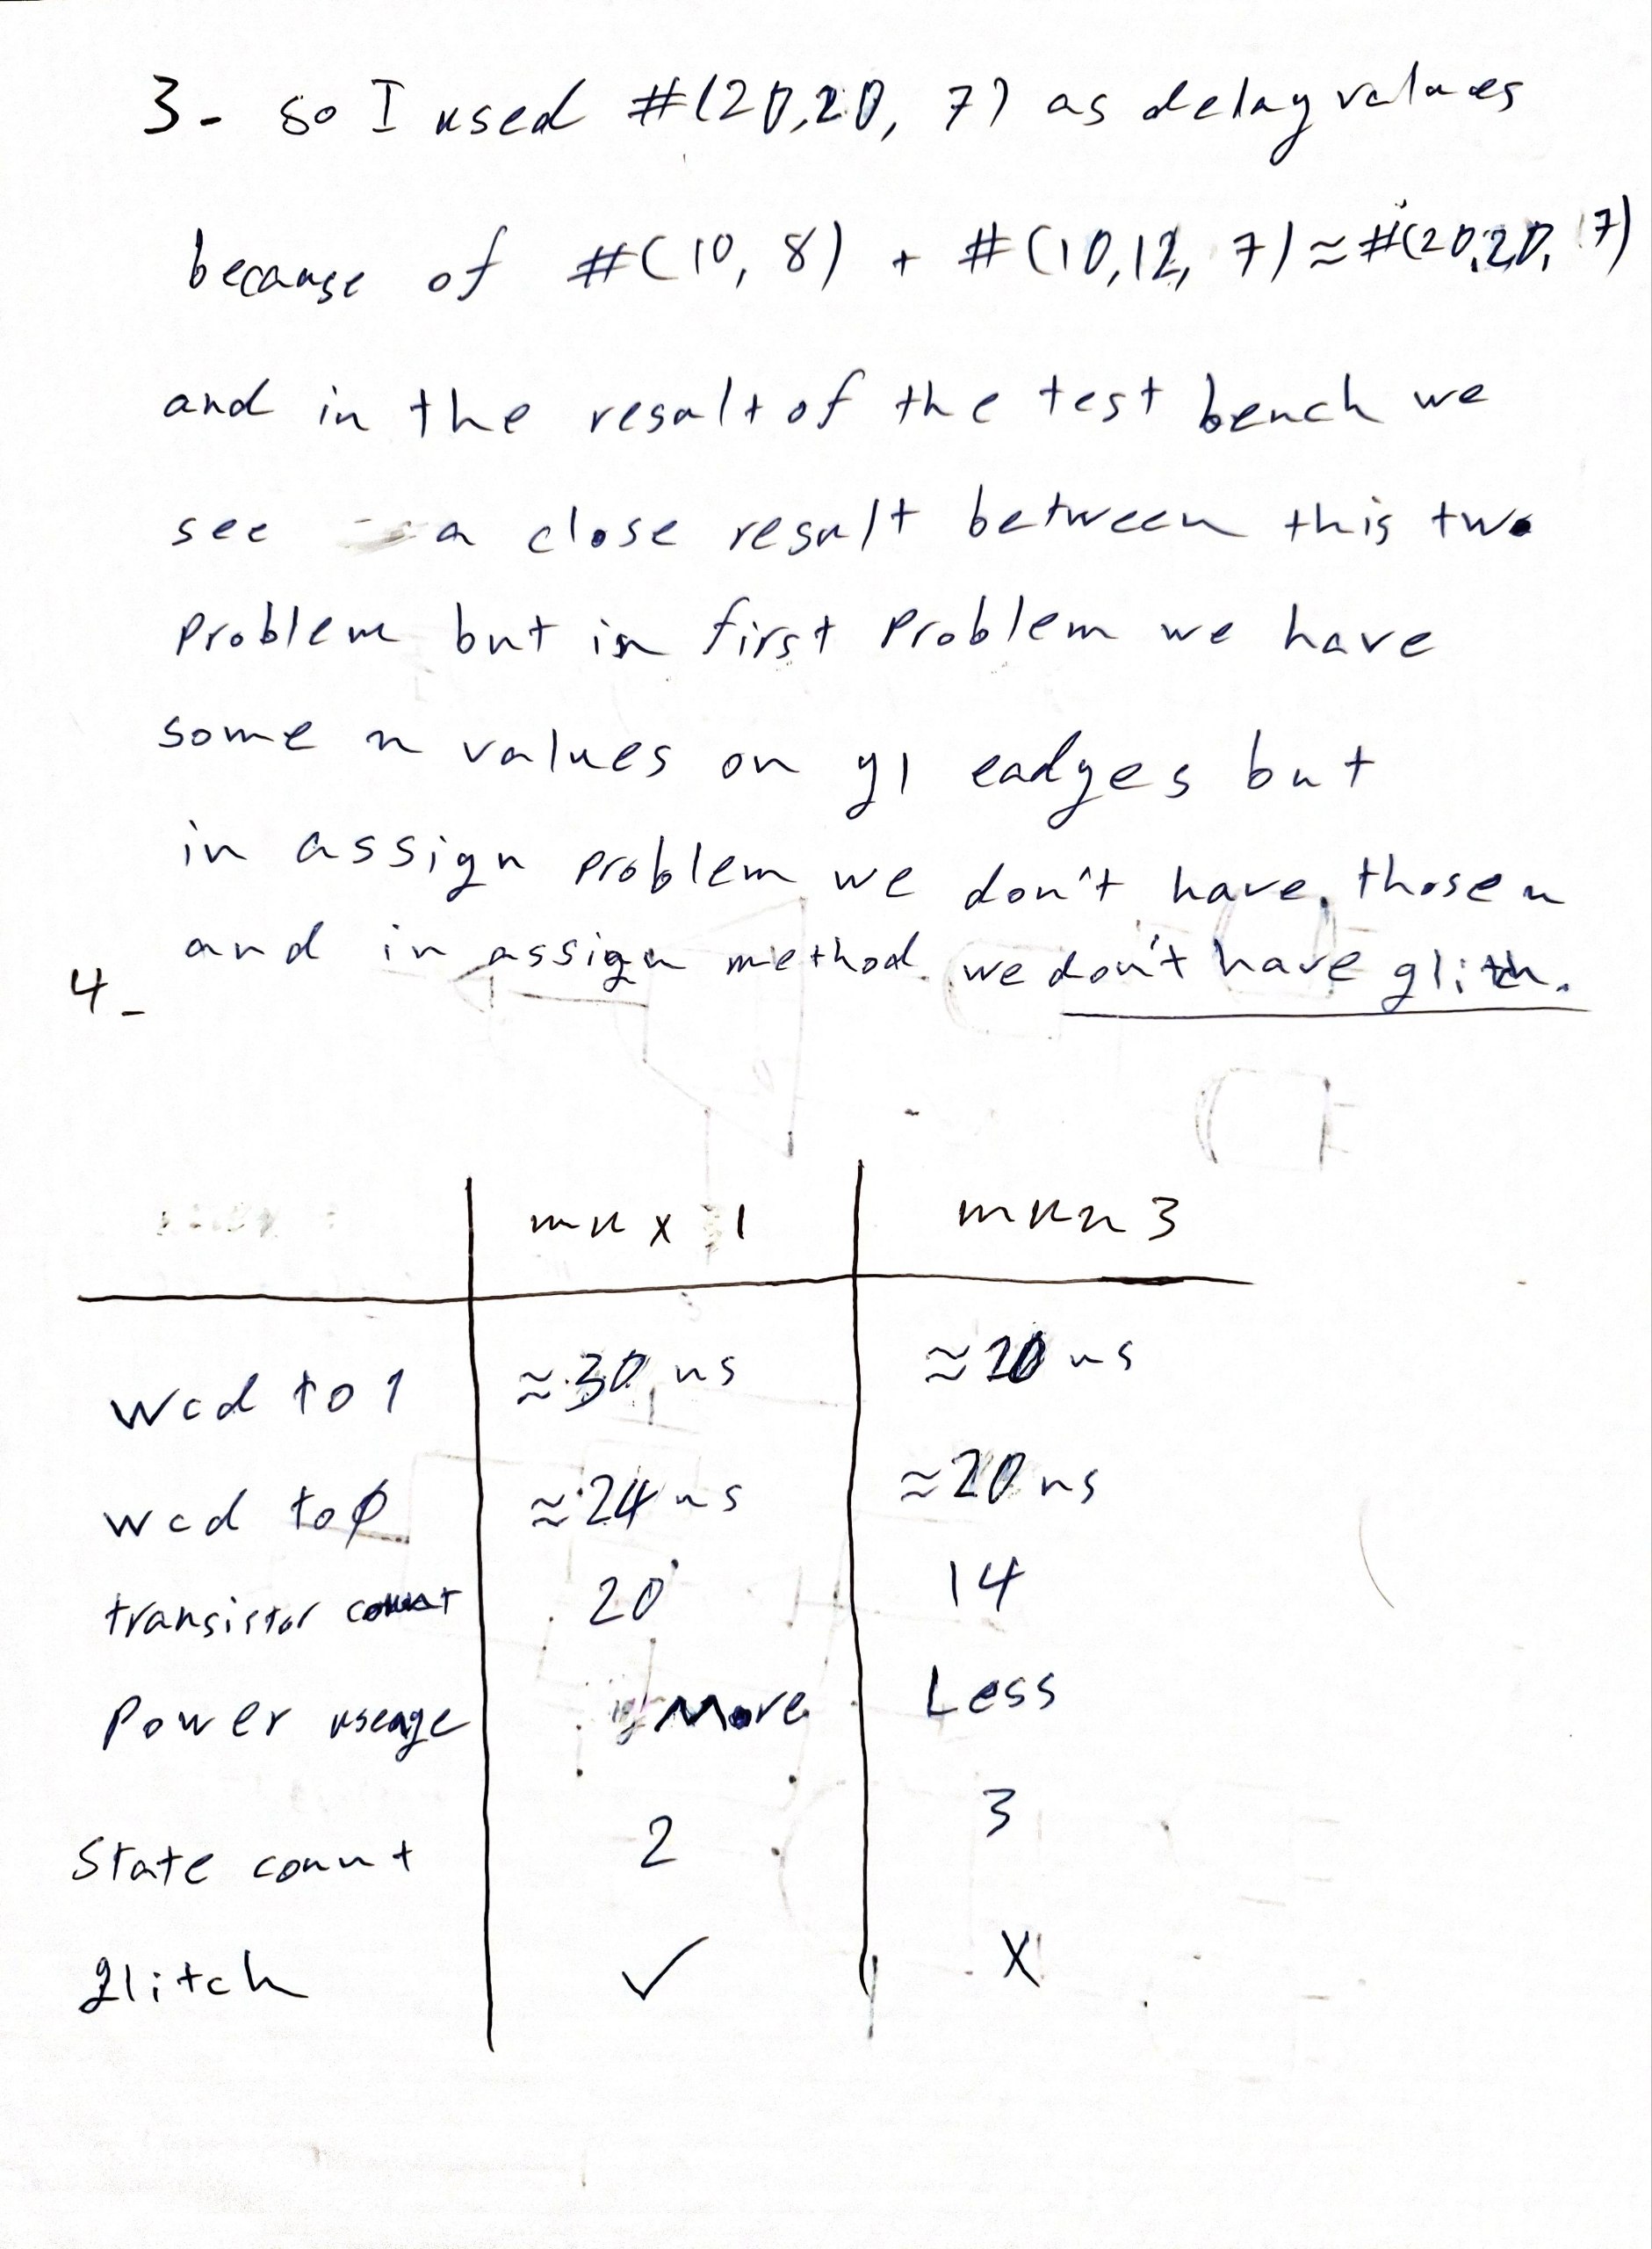 3- so I used #(20,20, 7) as delay values
because of #(10, 8) + #(10,12, 7) ≈ #(20,20, 7)
and in the result of the test bench we
see a close result between this two
problem but in first problem we have
some x values on y1 eadges but
in assign problem we don't have those x
and in assign method we don't have
4-
mux 1 mux 3
wcd to 1 ≈30 ns ≈20 ns
wcd to 0 ≈24 ns ≈20 ns
transistor count 20 14
Power useage More Less
State count 2 3
glitch ✓ X